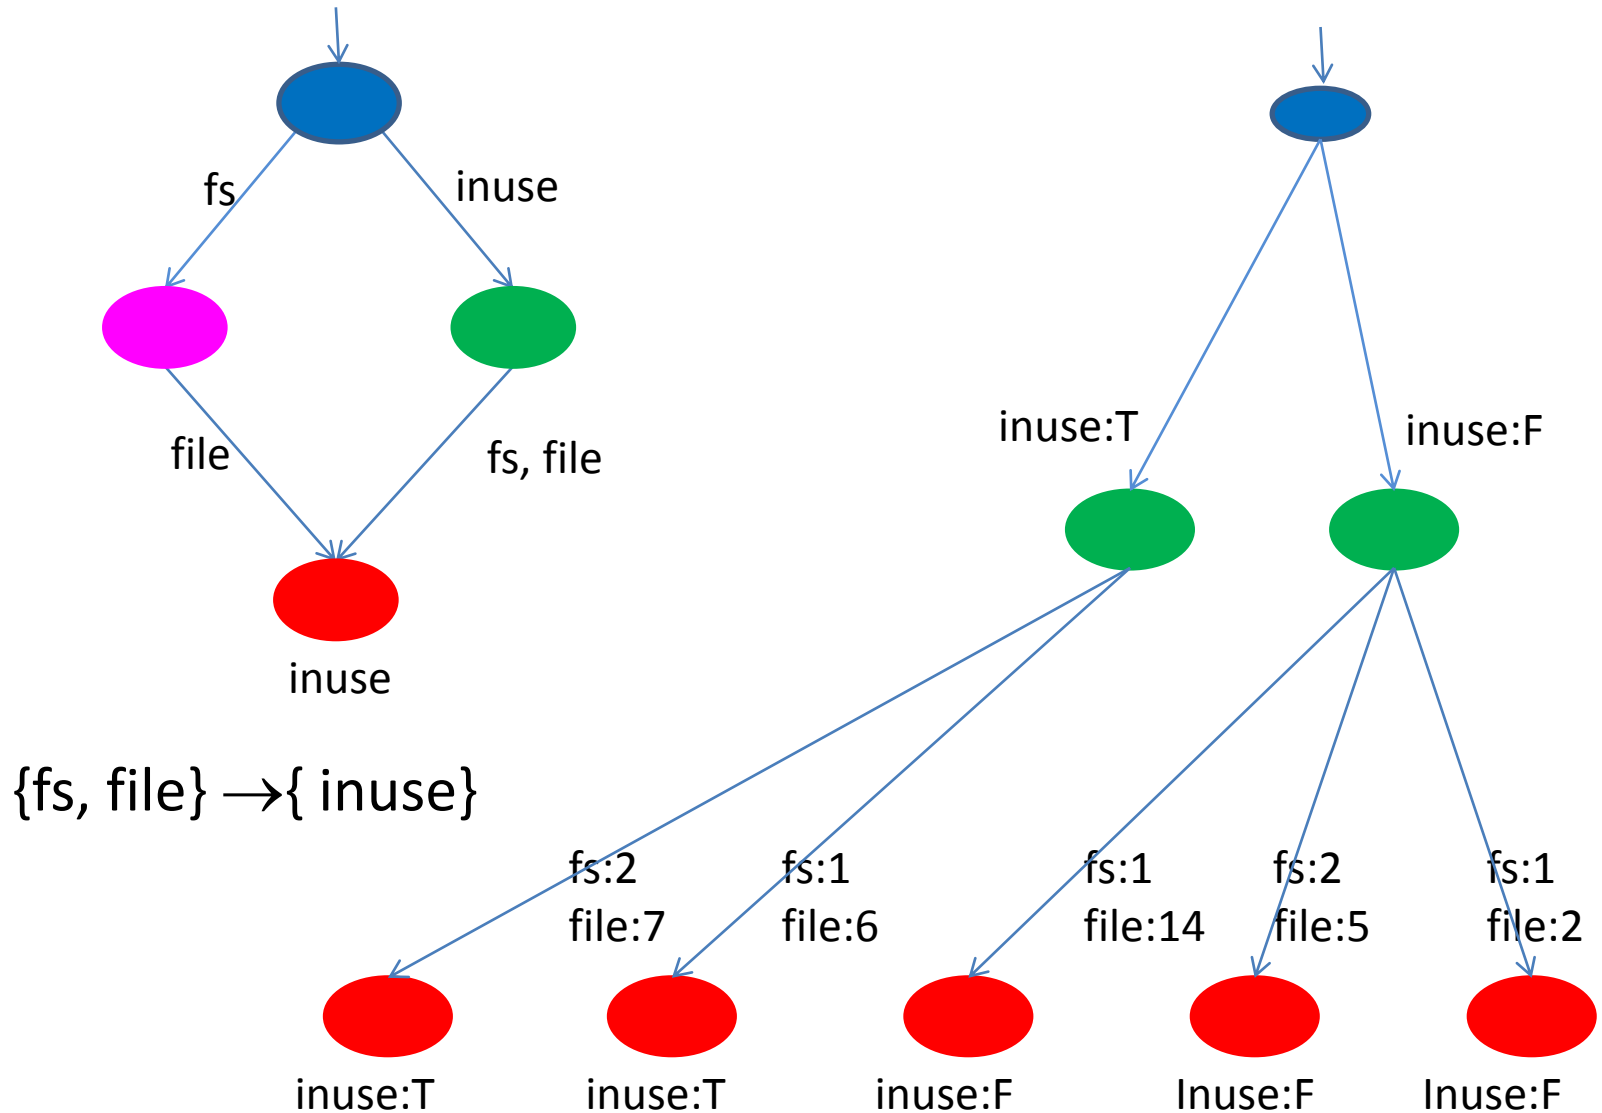 fs
inuse
file
fs, file
inuse
{fs, file} →{ inuse}
inuse:T
inuse:F
fs:2
file:7
fs:1
file:6
fs:1
file:14
fs:2
file:5
fs:1
file:2
inuse:T
inuse:T
inuse:F
Inuse:F
Inuse:F